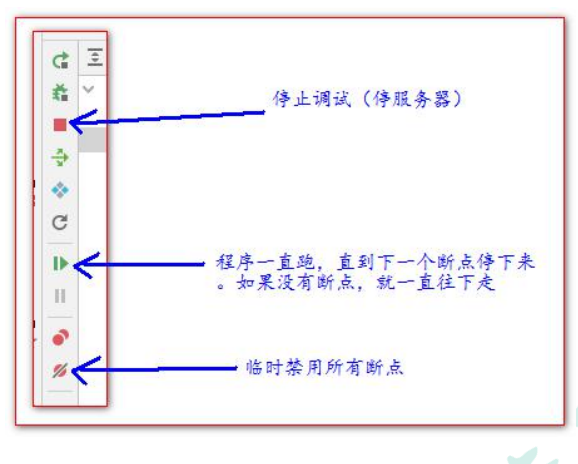 停止调试（停服务器）
程序一直跑，直到下一个断点停下来
。如果没有断点，就一直往下走
临时禁用所有断点